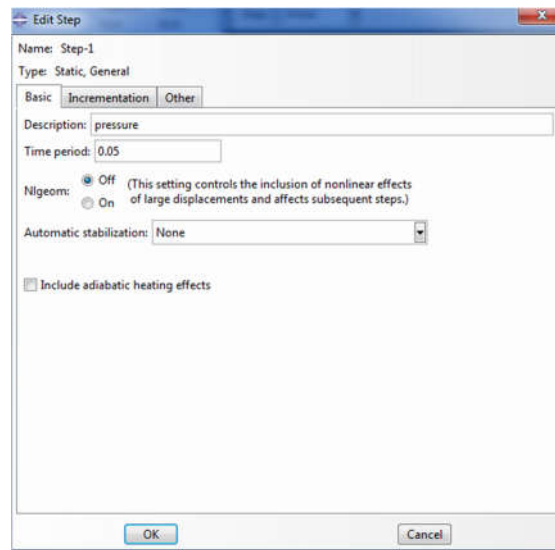 Edit Step
Name: Step-1
Type: Static, General
Basic Incrementation Other
Description: pressure
Time period: 0.05
Nlgeom: Off (This setting controls the inclusion of nonlinear effects
On of large displacements and affects subsequent steps.)
Automatic stabilization: None
Include adiabatic heating effects
OK Cancel